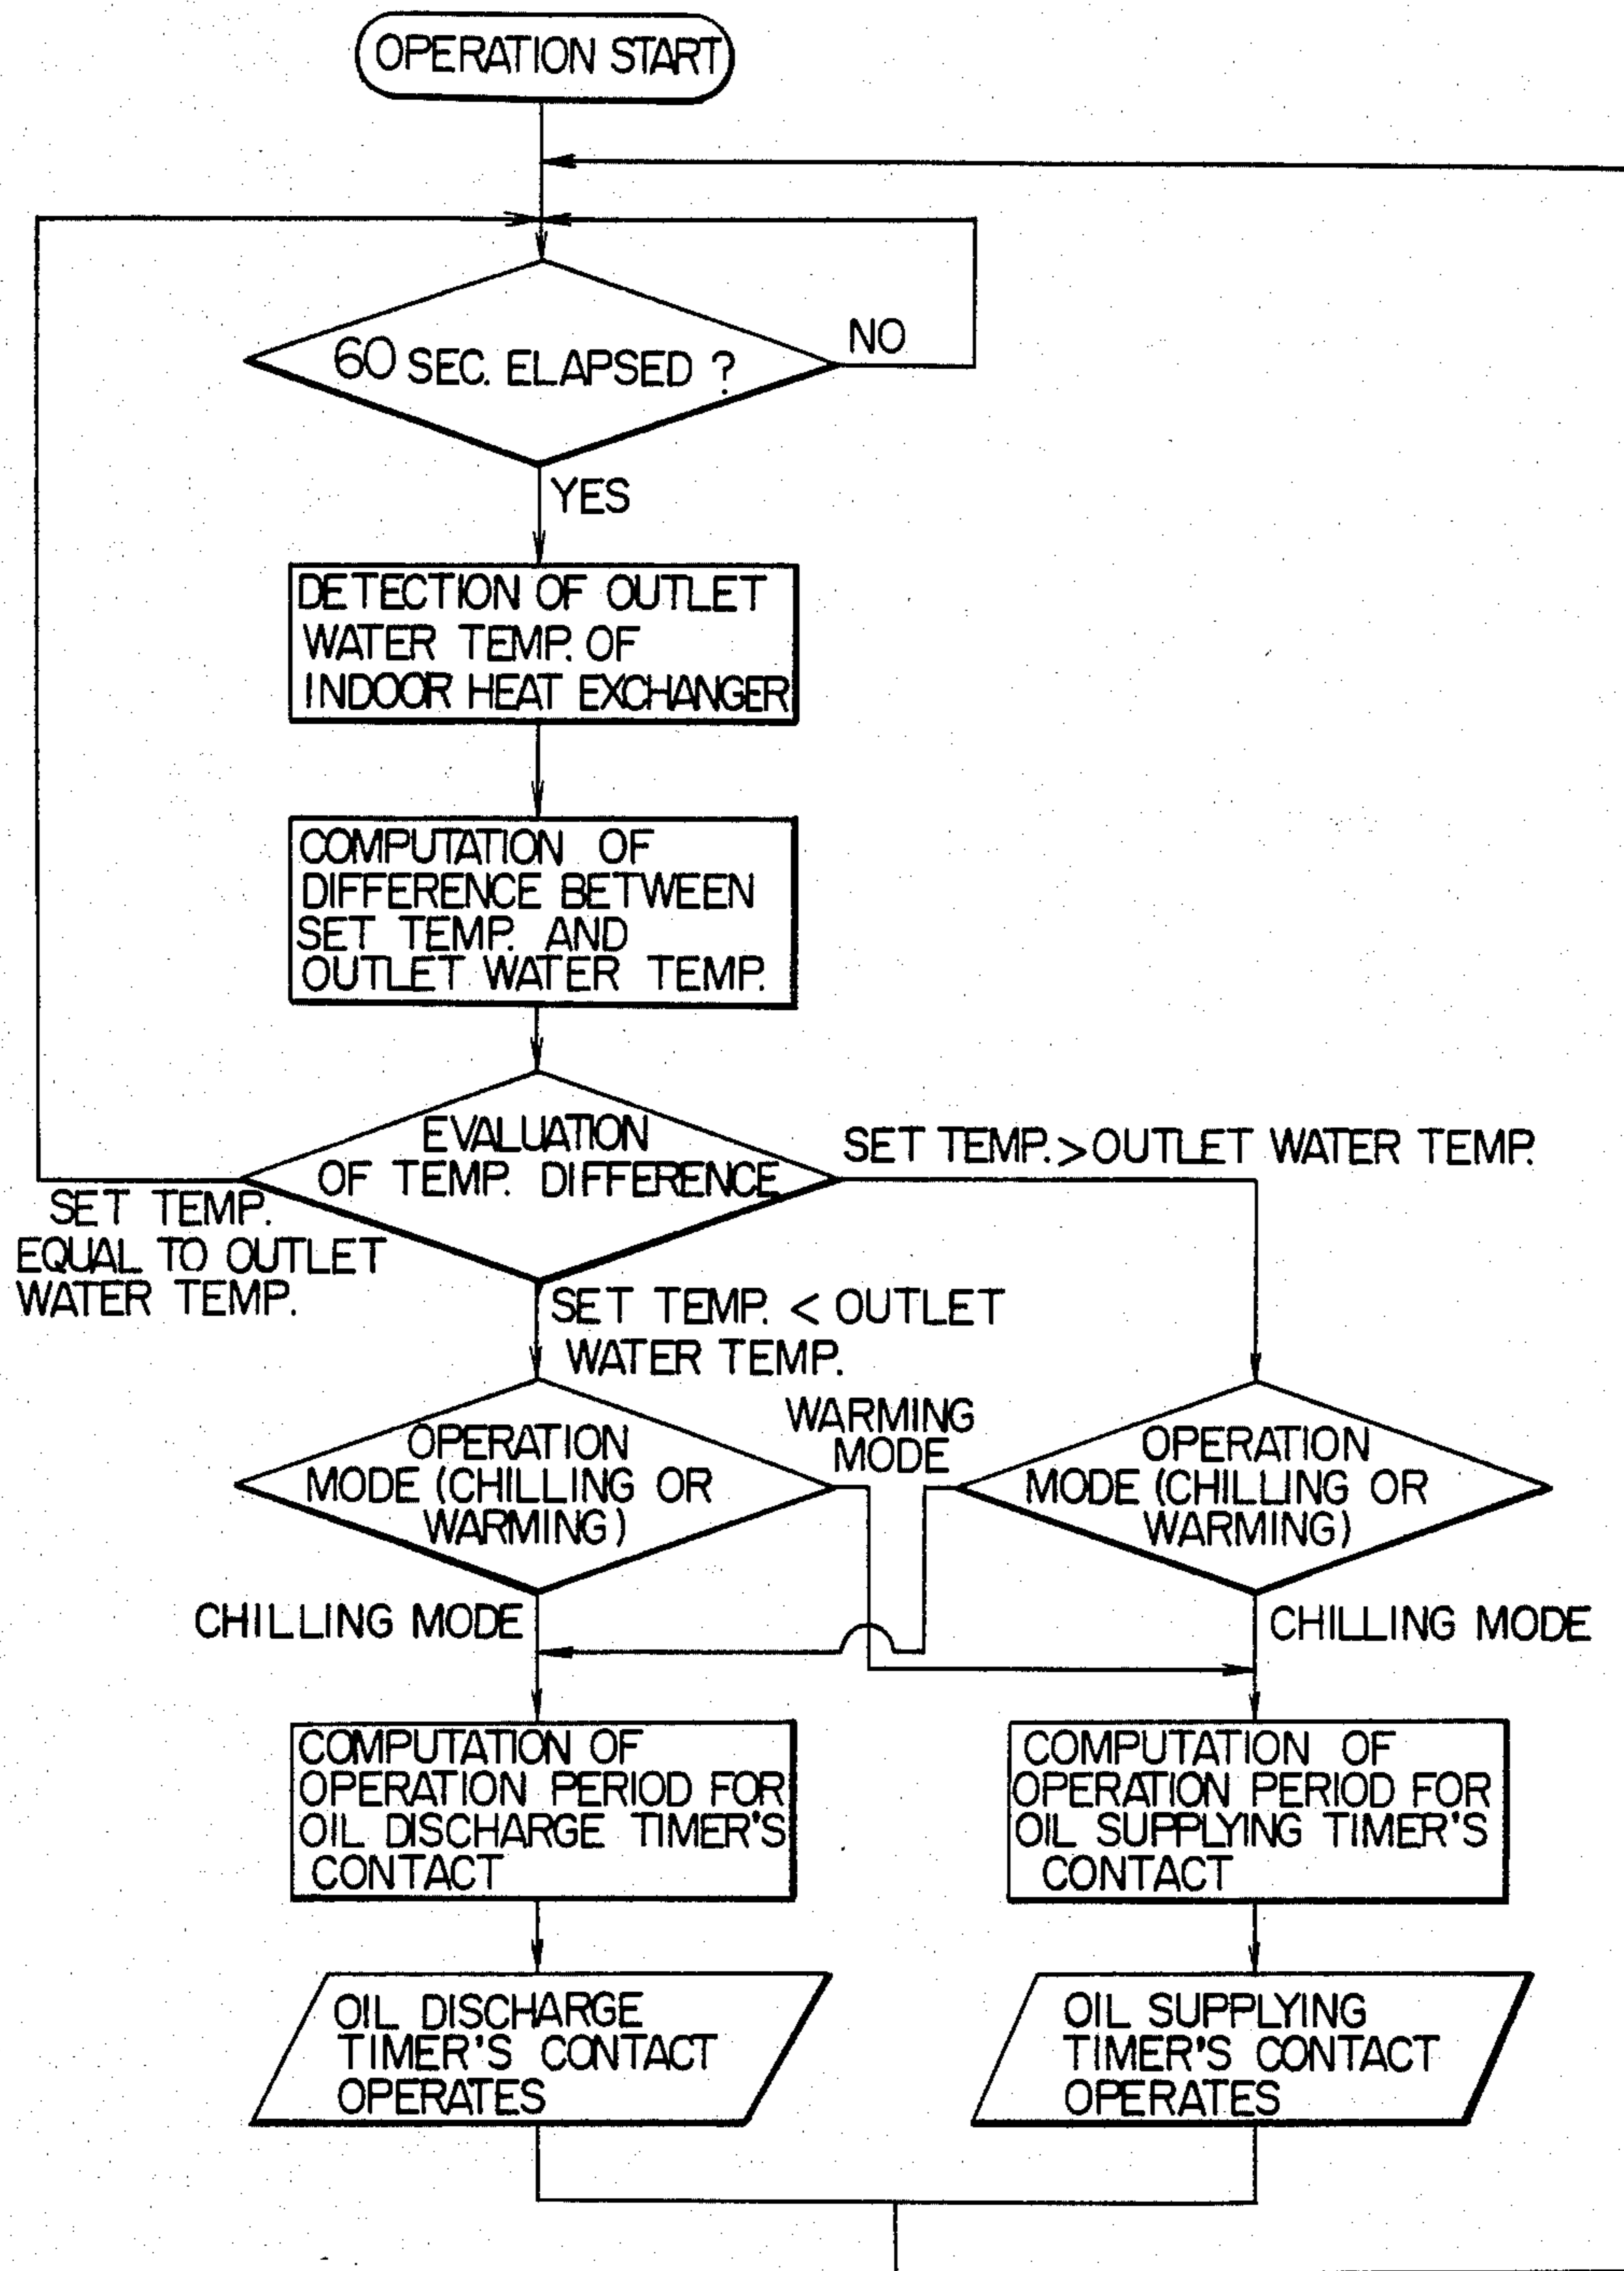 OPERATION START
60 SEC. ELAPSED ?
NO
YES
DETECTION OF OUTLET
WATER TEMP. OF
INDOOR HEAT EXCHANGER
COMPUTATION OF
DIFFERENCE BETWEEN
SET TEMP. AND
OUTLET WATER TEMP.
EVALUATION
OF TEMP. DIFFERENCE
SET TEMP. > OUTLET WATER TEMP.
SET TEMP.
EQUAL TO OUTLET
WATER TEMP.
SET TEMP. < OUTLET
WATER TEMP.
OPERATION
MODE (CHILLING OR
WARMING)
WARMING
MODE
OPERATION
MODE (CHILLING OR
WARMING)
CHILLING MODE
CHILLING MODE
COMPUTATION OF
OPERATION PERIOD FOR
OIL DISCHARGE TIMER'S
CONTACT
COMPUTATION OF
OPERATION PERIOD FOR
OIL SUPPLYING TIMER'S
CONTACT
OIL DISCHARGE
TIMER'S CONTACT
OPERATES
OIL SUPPLYING
TIMER'S CONTACT
OPERATES